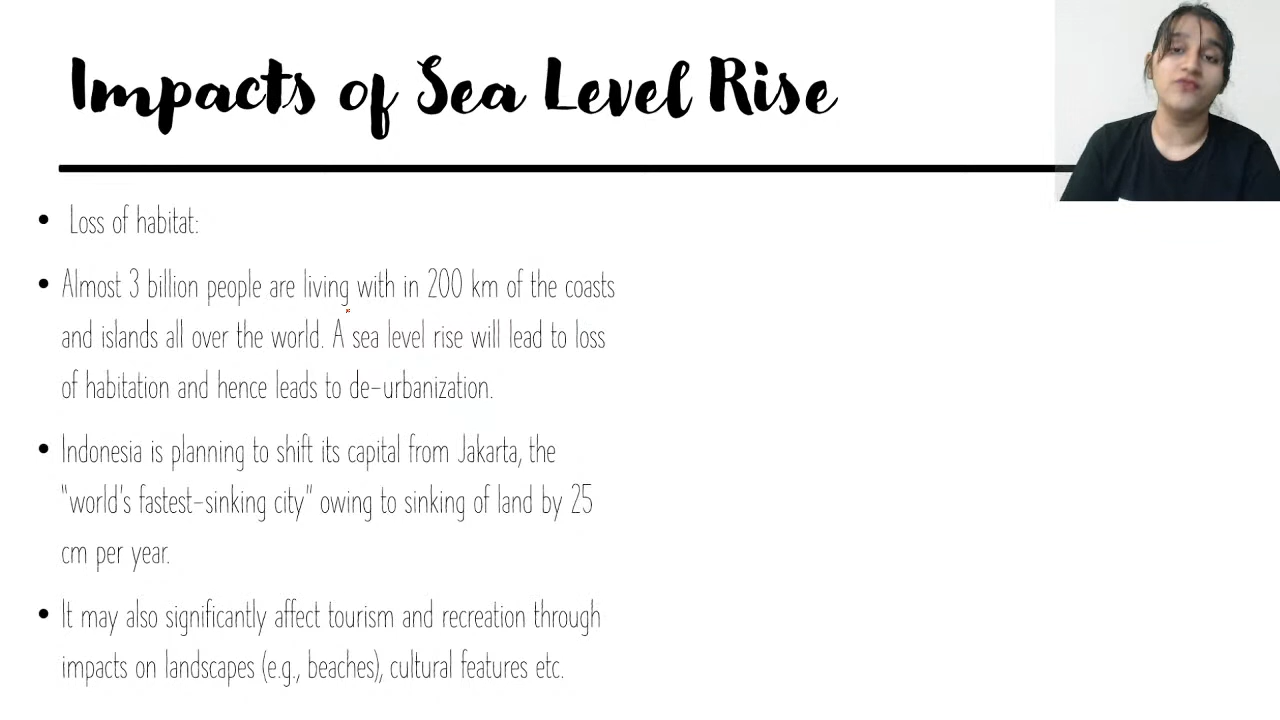 Impacts of Sea Level Rise
• Loss of habitat:
• Almost 3 billion people are living with in 200 km of the coasts
and islands all over the world. A sea level rise will lead to loss
of habitation and hence leads to de-urbanization.
• Indonesia is planning to shift its capital from Jakarta, the
"world's fastest-sinking city" owing to sinking of land by 25
cm per year.
• It may also significantly affect tourism and recreation through
impacts on landscapes (e.g., beaches), cultural features etc.